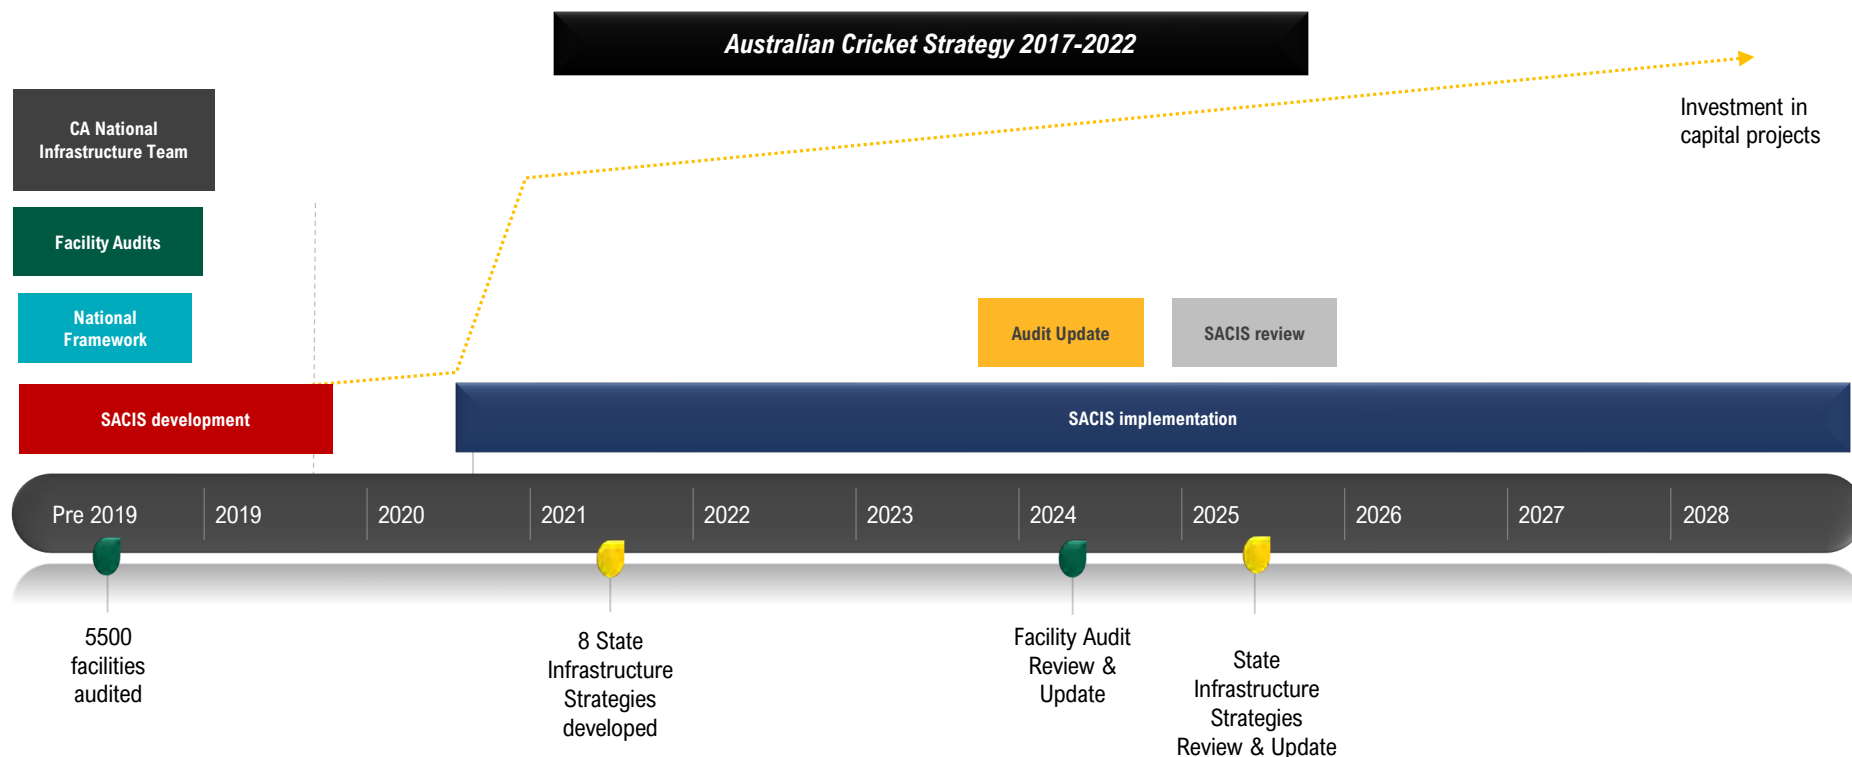 Australian Cricket Strategy 2017-2022
Investment in
capital projects
CA National
Infrastructure Team
Facility Audits
National
Framework
Audit Update
SACIS review
SACIS development
SACIS implementation
Pre 2019
2019
2020
2021
2022
2023
2024
2025
2026
2027
2028
5500
facilities
audited
8 State
Infrastructure
Strategies
developed
Facility Audit
Review &
Update
State
Infrastructure
Strategies
Review & Update